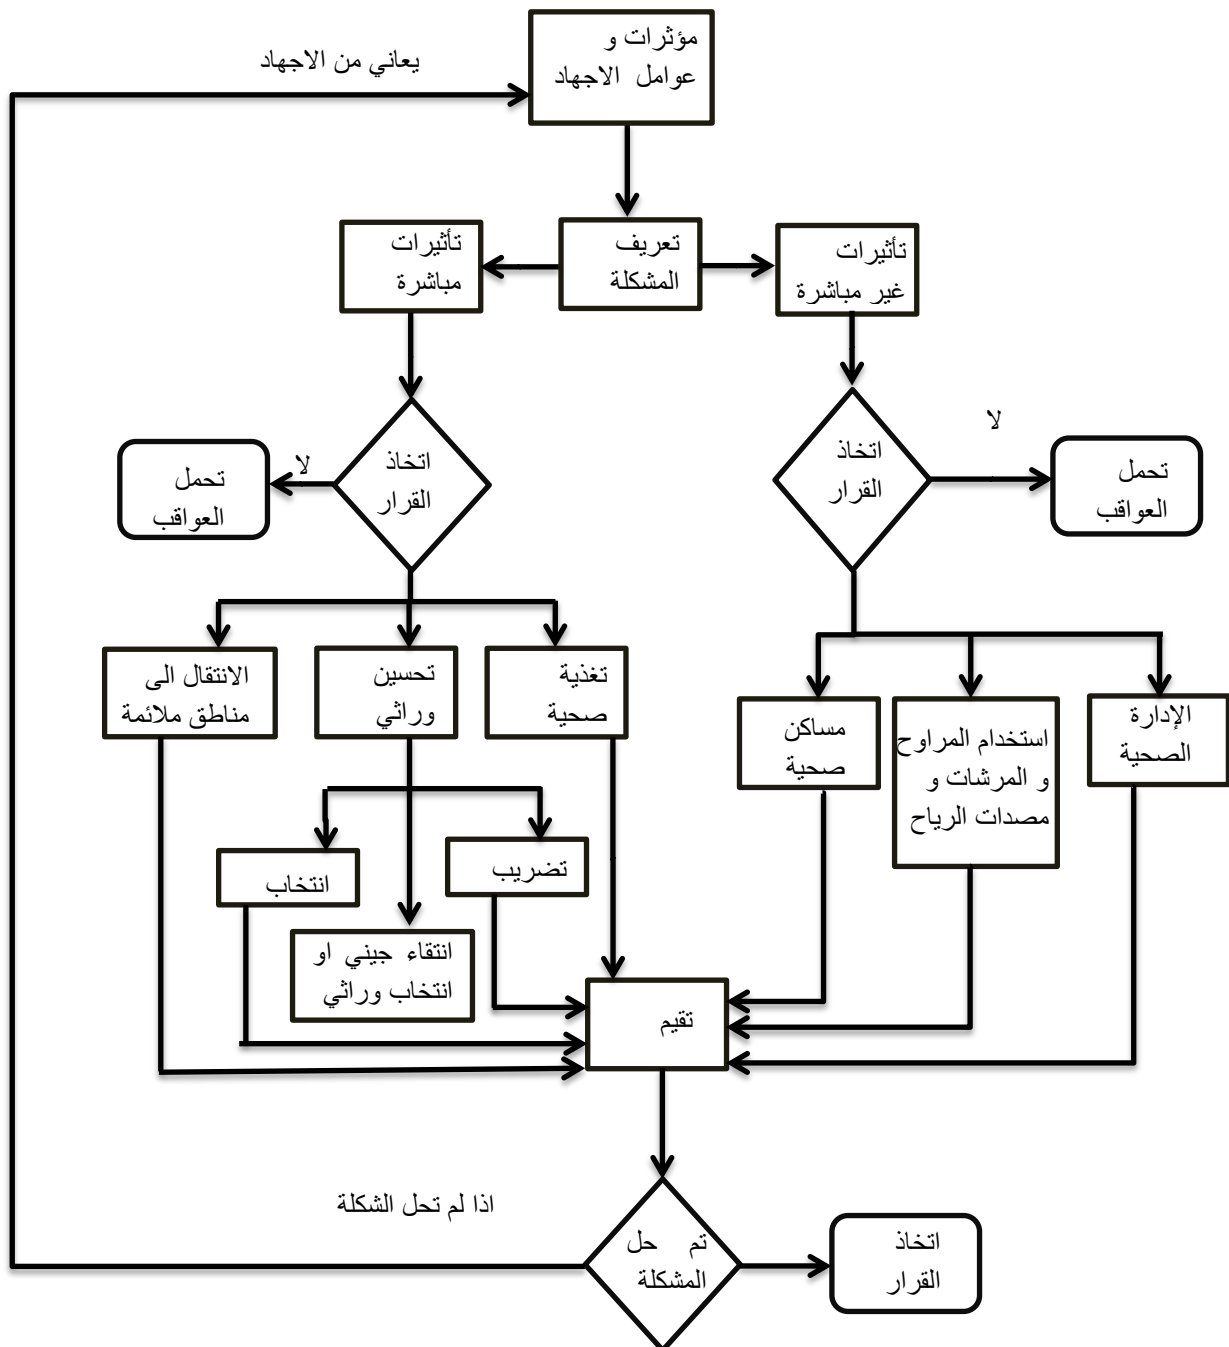 مؤثرات و
عوامل الاجهاد
يعاني من الاجهاد
تأثيرات
غير مباشرة
تعريف
المشكلة
تأثيرات
مباشرة
لا
اتخاذ
القرار
تحمل
العواقب
اتخاذ
القرار
لا
تحمل
العواقب
الإدارة
الصحية
استخدام المراوح
و المرشات و
مصدات الرياح
مساكن
صحية
تغذية
صحية
تحسين
وراثي
الانتقال الى
مناطق ملائمة
تضريب
انتخاب
انتقاء جيني او
انتخاب وراثي
تقيم
اذا لم تحل الشكلة
تم حل
المشكلة
اتخاذ
القرار